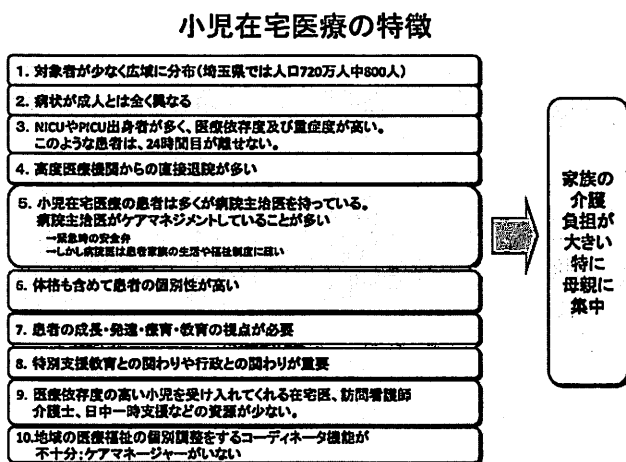 小児在宅医療の特徴
1. 対象者が少なく広域に分布(埼玉県では人口720万人中800人)
2. 病状が成人とは全く異なる
3. NICUやPICU出身者が多く、医療依存度及び重症度が高い。
このような患者は、24時間目が離せない。
4. 高度医療機関からの直接退院が多い
5. 小児在宅医療の患者は多くが病院主治医を持っている。
病院主治医がケアマネジメントしていることが多い
→緊急時の安全弁
→しかし病院医は患者家族の生活や福祉制度に疎い
6. 体格も含めて患者の個別性が高い
7. 患者の成長・発達・療育・教育の視点が必要
8. 特別支援教育との関わりや行政との関わりが重要
9. 医療依存度の高い小児を受け入れてくれる在宅医、訪問看護師
介護士、日中一時支援などの資源が少ない。
10.地域の医療福祉の個別調整をするコーディネータ機能が
不十分:ケアマネージャーがいない
家族の
介護
負担が
大きい
特に
母親に
集中